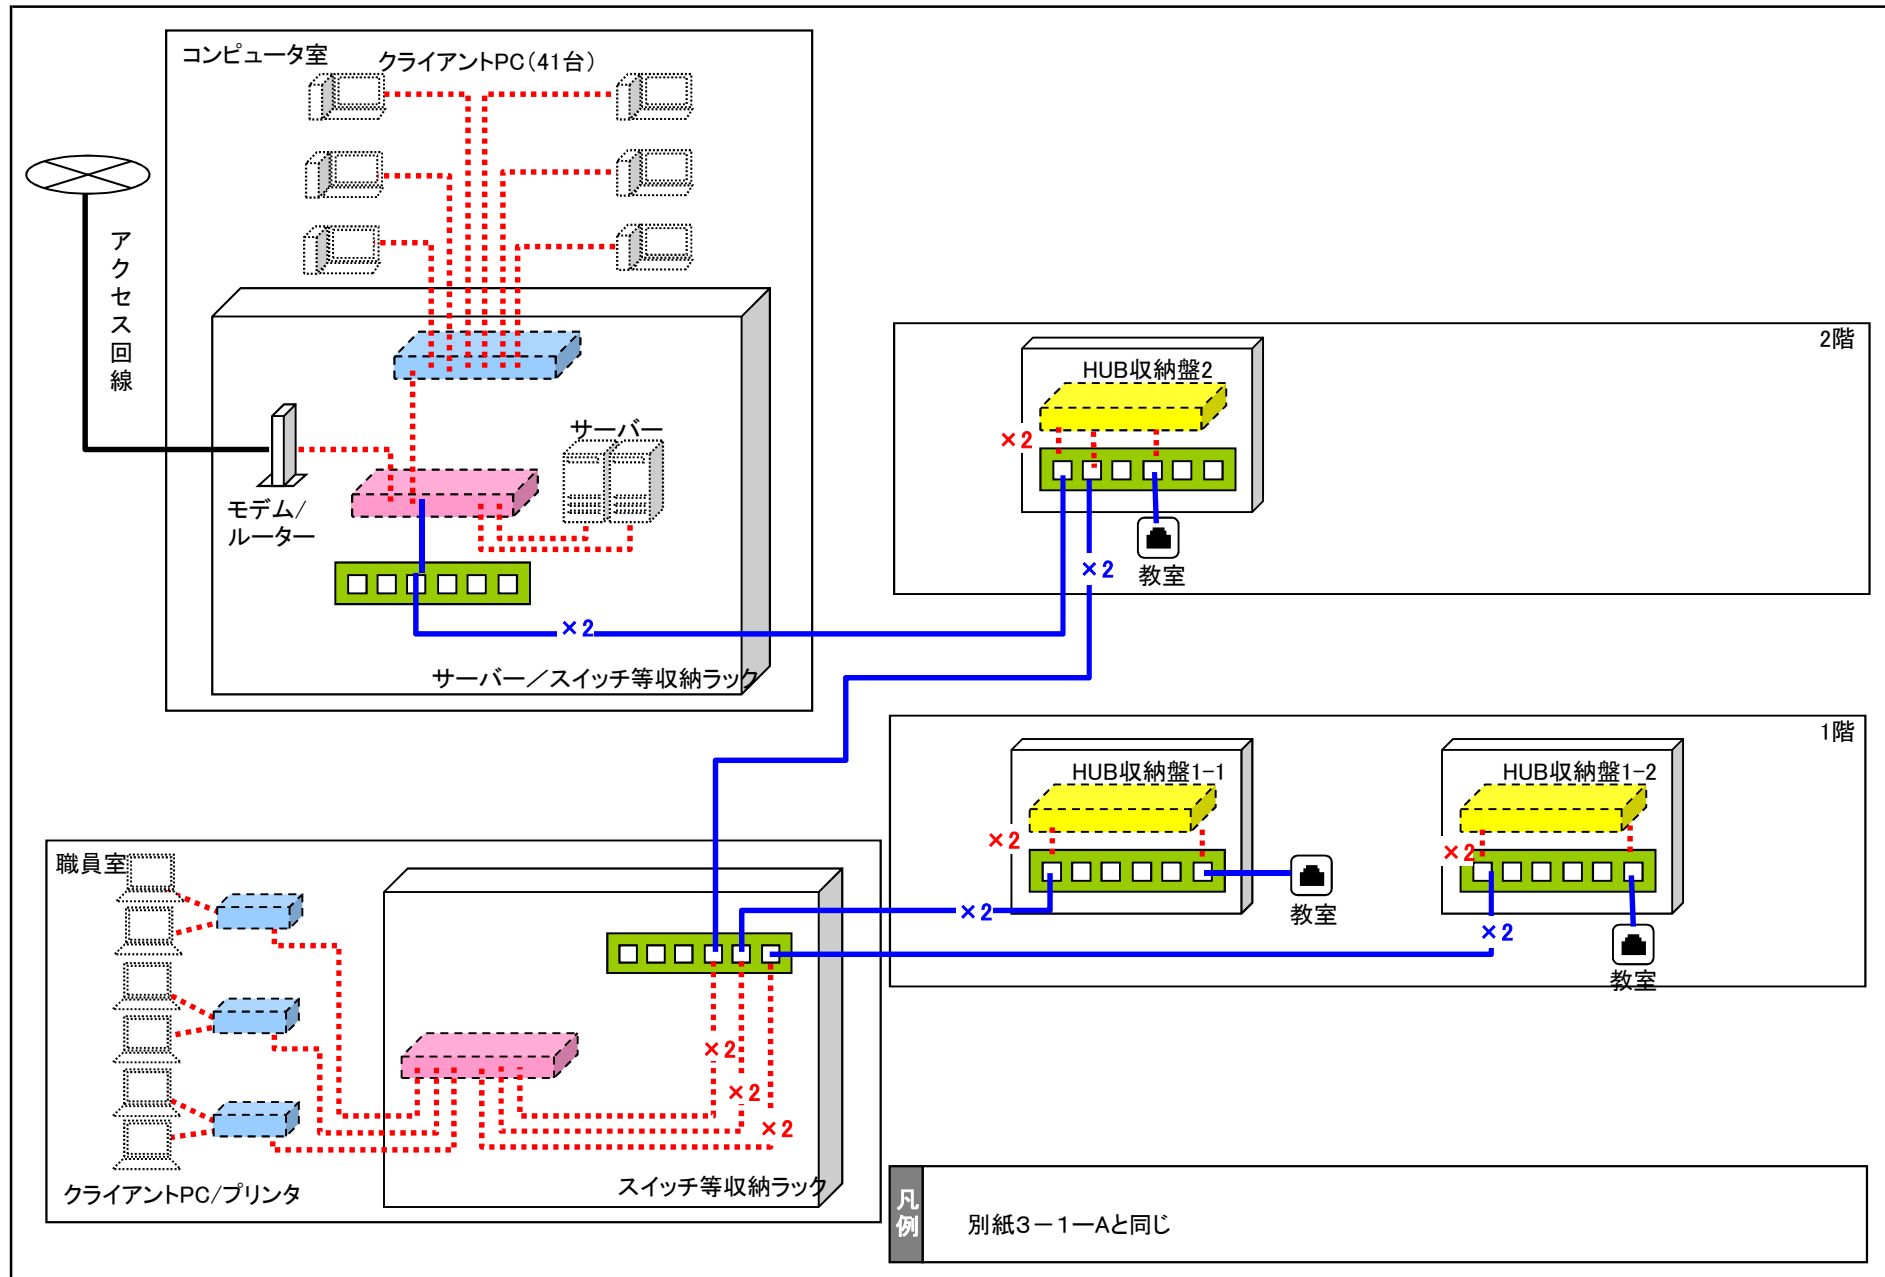 コンピュータ室
クライアントPC(41台)
アクセス回線
サーバー
モデム/
ルーター
×2
サーバー/スイッチ等収納ラック
2階
HUB収納盤2
×2
×2
教室
1階
HUB収納盤1-1
×2
×2
教室
HUB収納盤1-2
×2
×2
教室
職員室
×2
×2
×2
クライアントPC/プリンタ
スイッチ等収納ラック
凡例
別紙3-1-Aと同じ